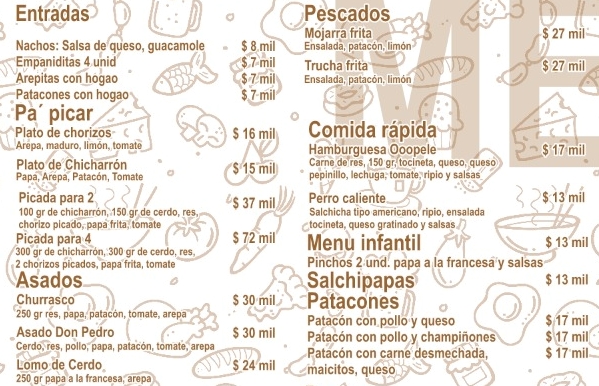 Entradas
Nachos: Salsa de queso, guacamole $ 8 mil
Empaniditas 4 unid $ 7 mil
Arepitas con hogao $ 7 mil
Patacones con hogao $ 7 mil
Pa´ picar
Plato de chorizos $ 16 mil
Arepa, maduro, limón, tomate
Plato de Chicharrón $ 15 mil
Papa, Arepa, Patacón, Tomate
Picada para 2 $ 37 mil
100 gr de chicharrón, 150 gr de cerdo, res,
chorizo picado, papa frita, tomate
Picada para 4 $ 72 mil
300 gr de chicharrón, 300 gr de cerdo, res,
2 chorizos picados, papa frita, tomate
Asados
Churrasco $ 30 mil
250 gr res, papa, patacón, tomate, arepa
Asado Don Pedro $ 30 mil
Cerdo, res, pollo, papa, patacón, tomate, arepa
Lomo de Cerdo $ 24 mil
250 gr papa a la francesa, arepa
ME
Pescados
Mojarra frita $ 27 mil
Ensalada, patacón, limón
Trucha frita $ 27 mil
Ensalada, patacón, limón
Comida rápida
Hamburguesa Ooopele $ 17 mil
Carne de res, 150 gr, tocineta, queso, queso
pepinillo, lechuga, tomate, ripio y salsas
Perro caliente $ 13 mil
Salchicha tipo americano, ripio, ensalada
tocineta, queso gratinado y salsas
Menu infantil $ 13 mil
Pinchos 2 und. papa a la francesa y salsas
Salchipapas $ 13 mil
Patacones
Patacón con pollo y queso $ 17 mil
Patacón con pollo y champiñones $ 17 mil
Patacón con carne desmechada, $ 17 mil
maicitos, queso